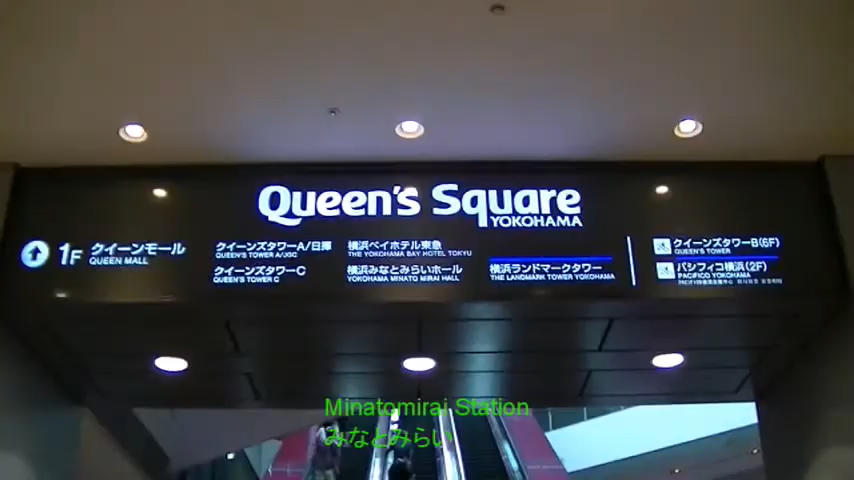 Queen's Square
YOKOHAMA
1F クイーンモール
QUEEN MALL
クイーンズタワーA/日揮
QUEEN'S TOWER A/JGC
クイーンズタワーC
QUEEN'S TOWER C
横浜ベイホテル東急
THE YOKOHAMA BAY HOTEL TOKYU
横浜みなとみらいホール
YOKOHAMA MINATO MIRAI HALL
横浜ランドマークタワー
THE LANDMARK TOWER YOKOHAMA
クイーンズタワーB(6F)
QUEEN'S TOWER B
パシフィコ横浜(2F)
PACIFICO YOKOHAMA
Minatomirai Station
みなとみらい